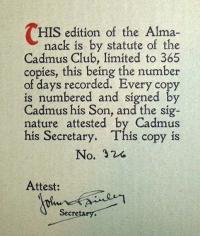 THIS edition of the Alma-
nack is by statute of the
Cadmus Club, limited to 365
copies, this being the number
of days recorded. Every copy
is numbered and signed by
Cadmus his Son, and the sig-
nature attested by Cadmus
his Secretary. This copy is
No. 326
Attest:
John
Secretary.